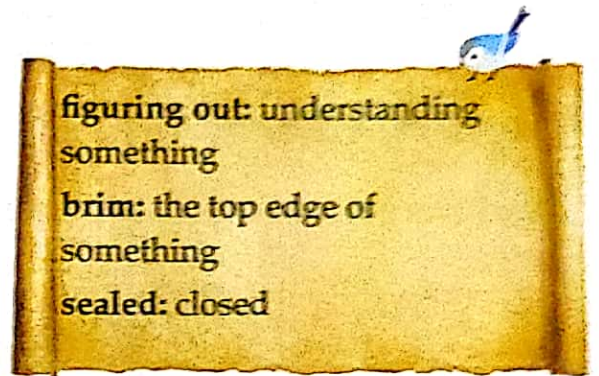 figuring out: understanding
something
brim: the top edge of
something
sealed: closed